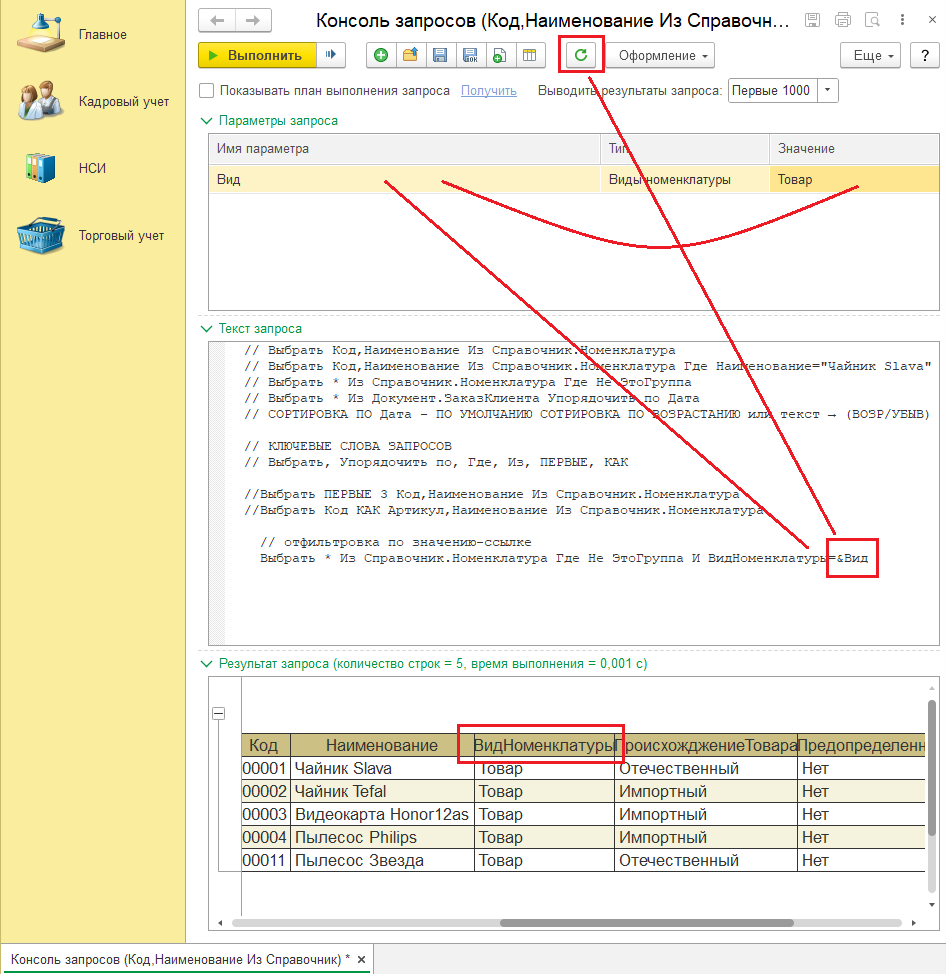 Главное
Кадровый учет
НСИ
Торговый учет
Консоль запросов (Код,Наименование Из Справочн...
Выполнить
Оформление
Еще
?
Показывать план выполнения запроса Получить Выводить результаты запроса: Первые 1000
Параметры запроса
Имя параметра Тип Значение
Вид Виды номенклатуры Товар
Текст запроса
// Выбрать Код,Наименование Из Справочник.Номенклатура
// Выбрать Код,Наименование Из Справочник.Номенклатура Где Наименование="Чайник Slava"
// Выбрать * Из Справочник.Номенклатура Где Не ЭтоГруппа
// Выбрать * Из Документ.ЗаказКлиента Упорядочить по Дата
// СОРТИРОВКА ПО Дата - ПО УМОЛЧАНИЮ СОТРИРОВКА ПО ВОЗРАСТАНИЮ или текст → (ВОЗР/УБЫВ)
// КЛЮЧЕВЫЕ СЛОВА ЗАПРОСОВ
// Выбрать, Упорядочить по, Где, Из, ПЕРВЫЕ, КАК
//Выбрать ПЕРВЫЕ 3 Код,Наименование Из Справочник.Номенклатура
//Выбрать Код КАК Артикул,Наименование Из Справочник.Номенклатура
// отфильтровка по значению-ссылке
Выбрать * Из Справочник.Номенклатура Где Не ЭтоГруппа И ВидНоменклатуры=&Вид
Результат запроса (количество строк = 5, время выполнения = 0,001 с)
Код Наименование ВидНоменклатуры ПроисхожджениеТовара Предопределенн
00001 Чайник Slava Товар Отечественный Нет
00002 Чайник Tefal Товар Импортный Нет
00003 Видеокарта Honor12as Товар Импортный Нет
00004 Пылесос Philips Товар Импортный Нет
00011 Пылесос Звезда Товар Отечественный Нет
Консоль запросов (Код,Наименование Из Справочник) *